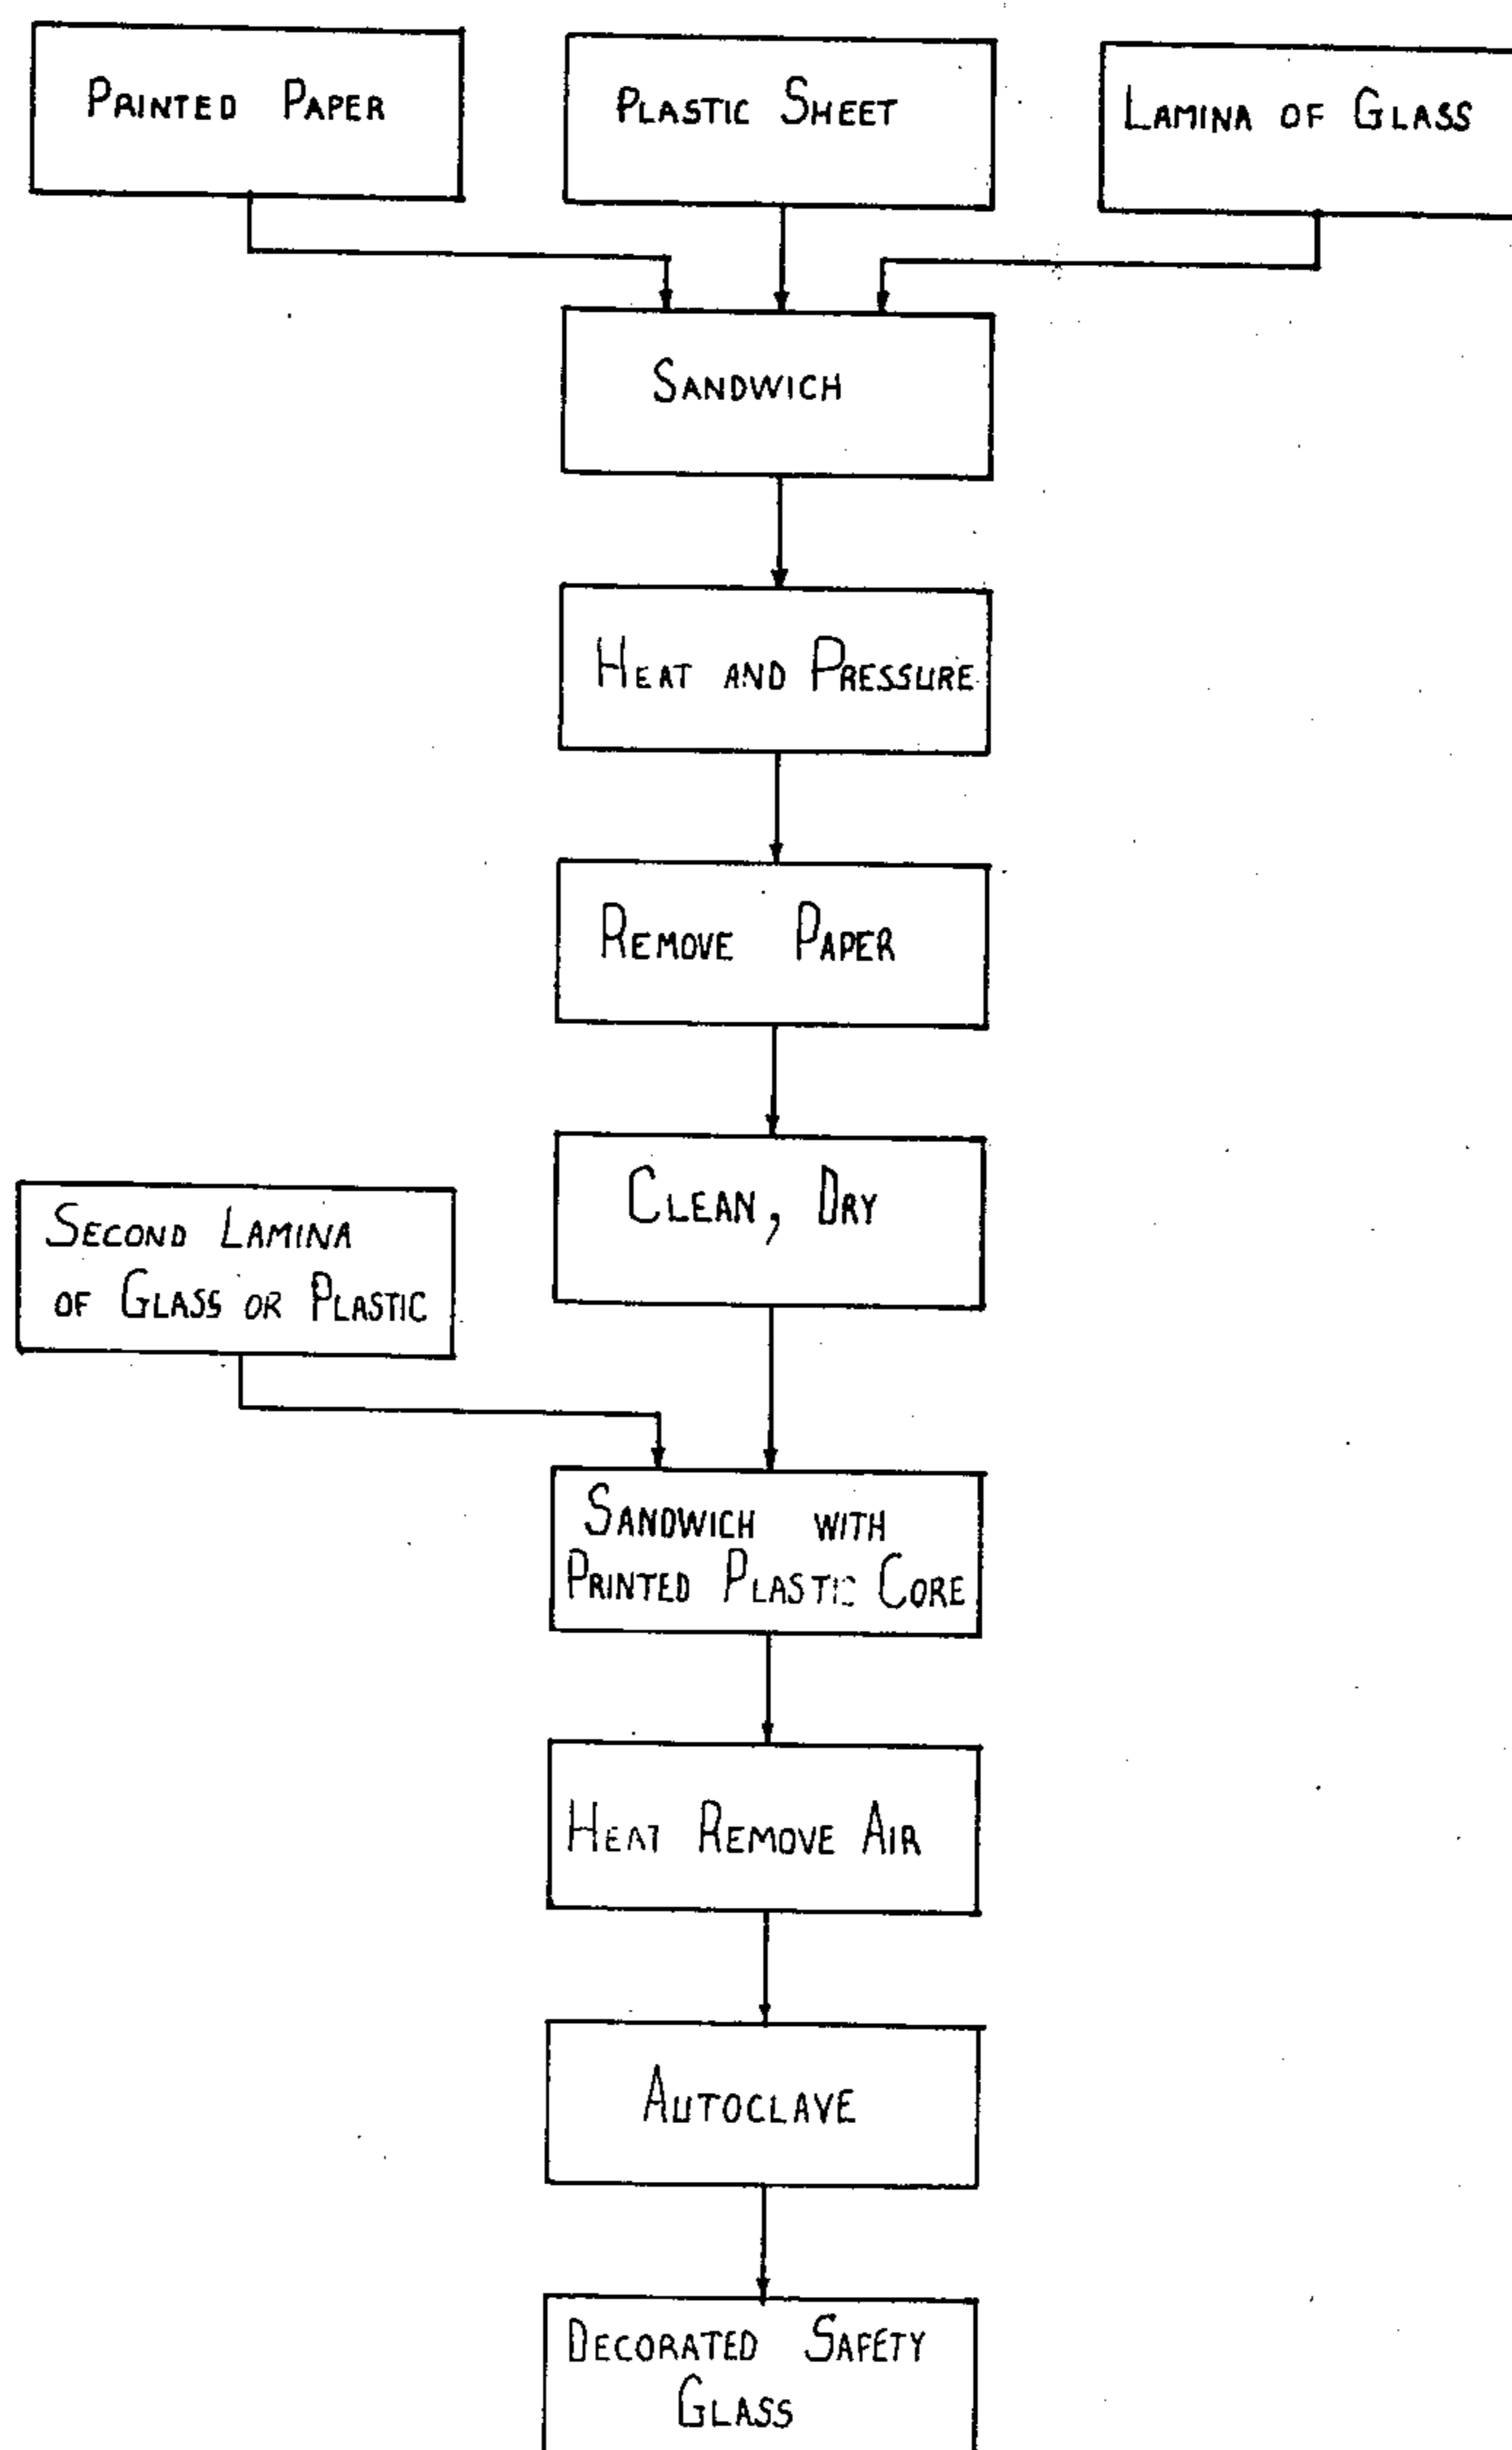 PRINTED PAPER
PLASTIC SHEET
LAMINA OF GLASS
SANDWICH
HEAT AND PRESSURE
REMOVE PAPER
CLEAN, DRY
SECOND LAMINA
OF GLASS OR PLASTIC
SANDWICH WITH
PRINTED PLASTIC CORE
HEAT REMOVE AIR
AUTOCLAVE
DECORATED SAFETY
GLASS